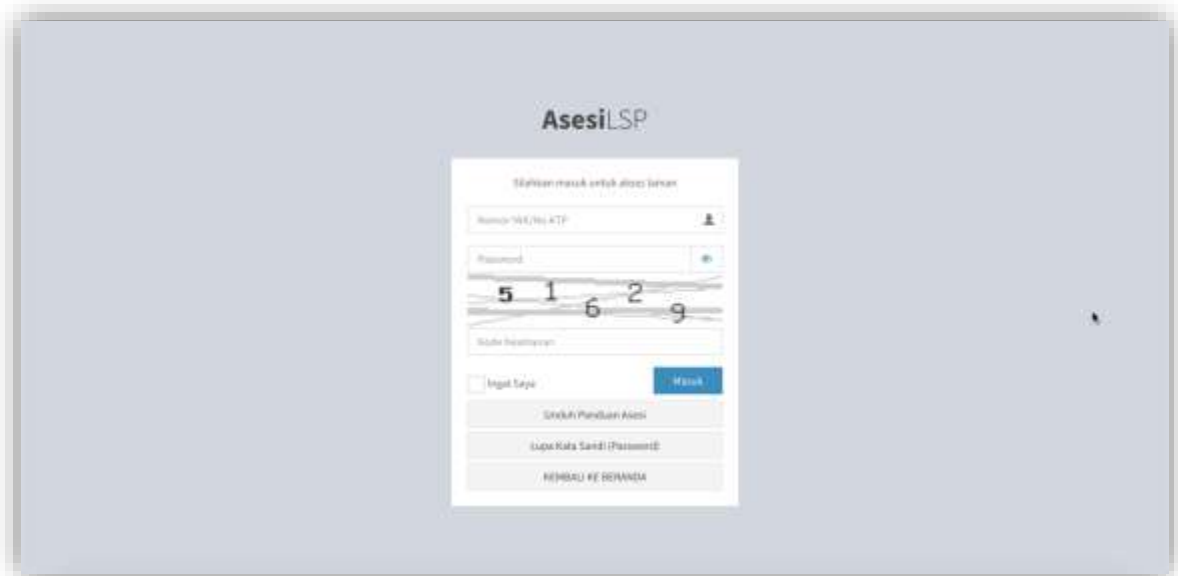 AsesiLSP
Silahkan masuk untuk akses laman
Nomor WA/No.KTP
Password
5 1 6 2 9
Kode Keamanan
Ingat Saya
Masuk
Unduh Panduan Asesi
Lupa Kata Sandi (Password)
KEMBALI KE BERANDA